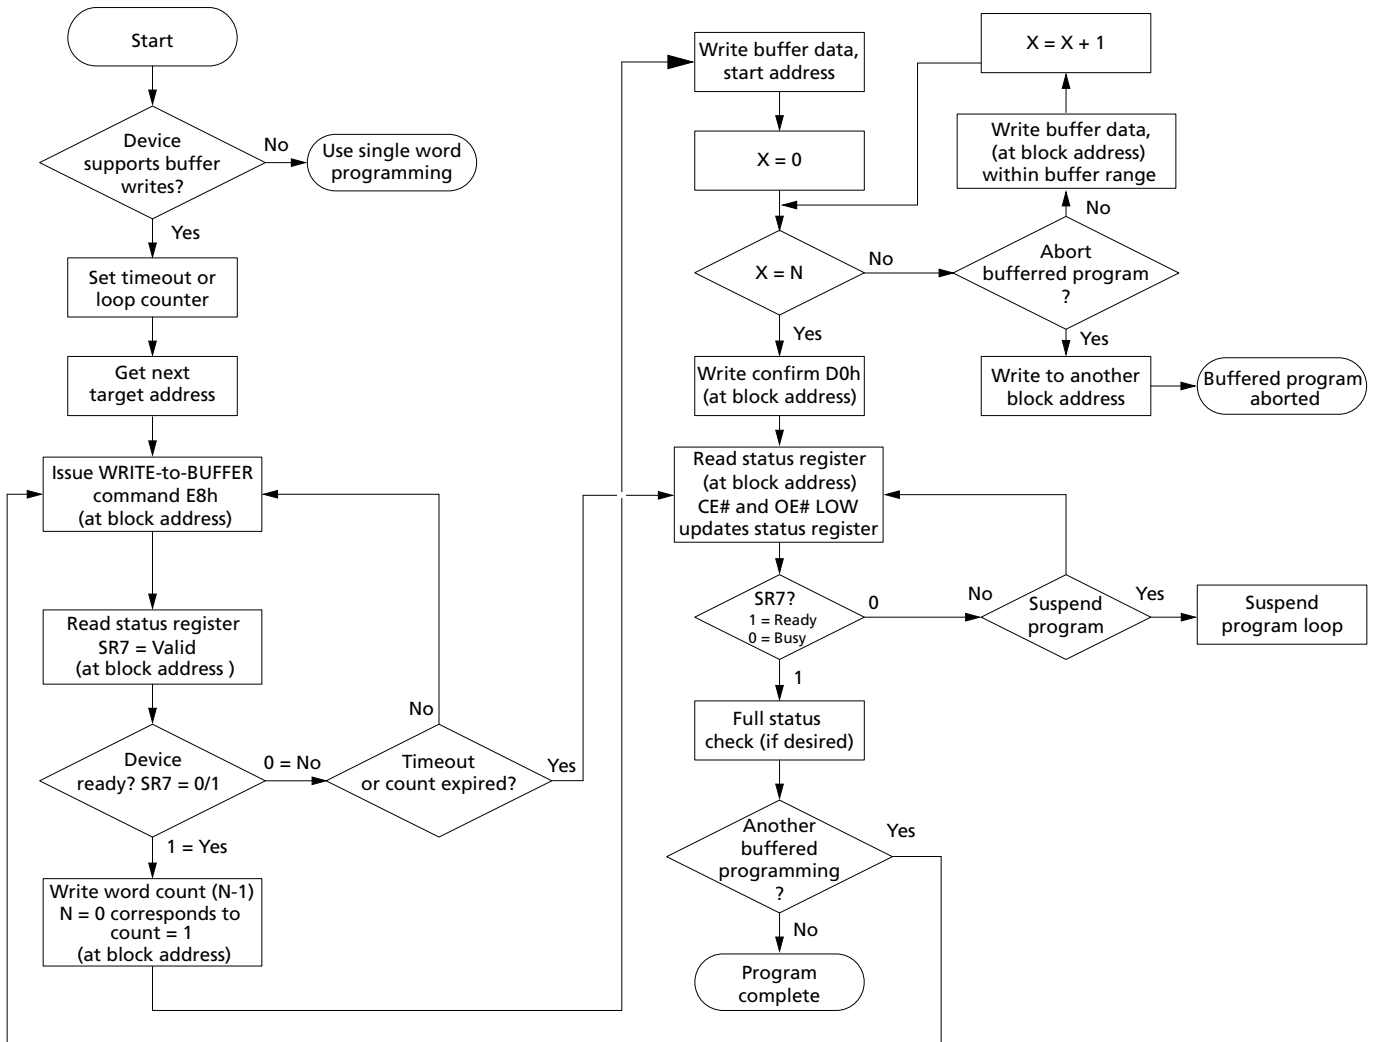 Start
Device
supports buffer
writes?
No
Use single word
programming
Yes
Set timeout or
loop counter
Get next
target address
Issue WRITE-to-BUFFER
command E8h
(at block address)
Read status register
SR7 = Valid
(at block address )
Device
ready? SR7 = 0/1
0 = No
No
Timeout
or count expired?
Yes
1 = Yes
Write word count (N-1)
N = 0 corresponds to
count = 1
(at block address)
Write buffer data,
start address
X = 0
X = N
No
Abort
bufferred program
?
No
Write buffer data,
(at block address)
within buffer range
X = X + 1
Yes
Write to another
block address
Buffered program
aborted
Yes
Write confirm D0h
(at block address)
Read status register
(at block address)
CE# and OE# LOW
updates status register
SR7?
1 = Ready
0 = Busy
0
No
Suspend
program
Yes
Suspend
program loop
1
Full status
check (if desired)
Another
buffered
programming
?
Yes
No
Program
complete